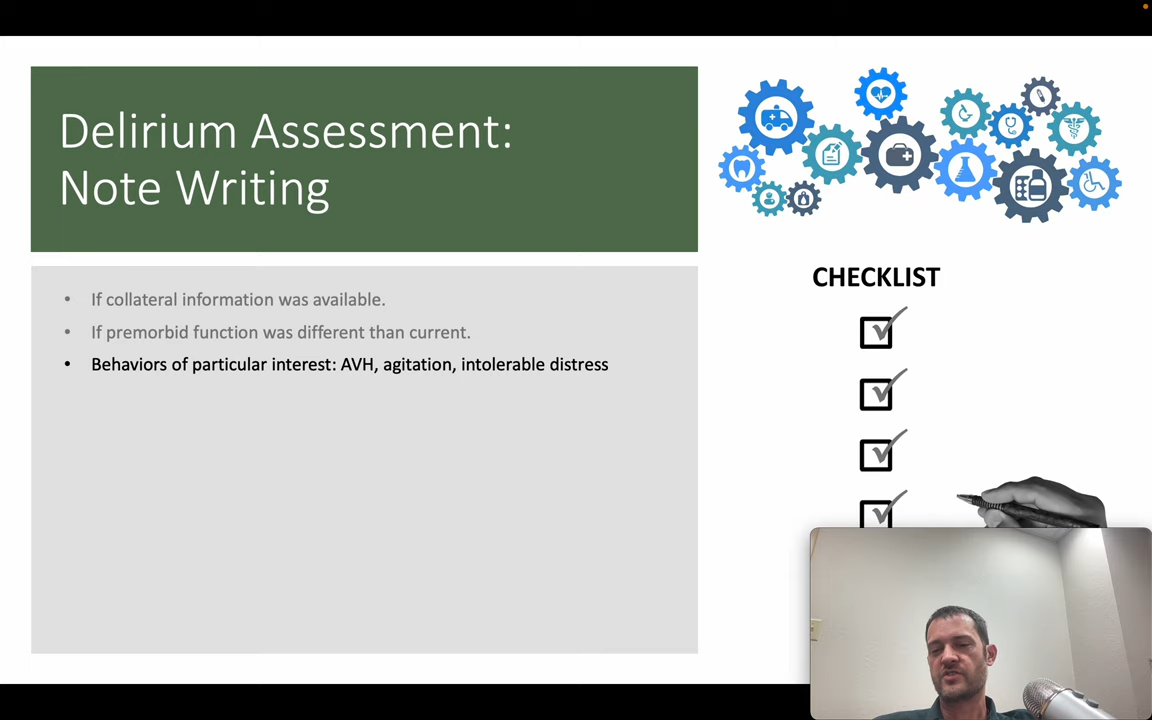 Delirium Assessment:
Note Writing
• If collateral information was available.
• If premorbid function was different than current.
• Behaviors of particular interest: AVH, agitation, intolerable distress
CHECKLIST